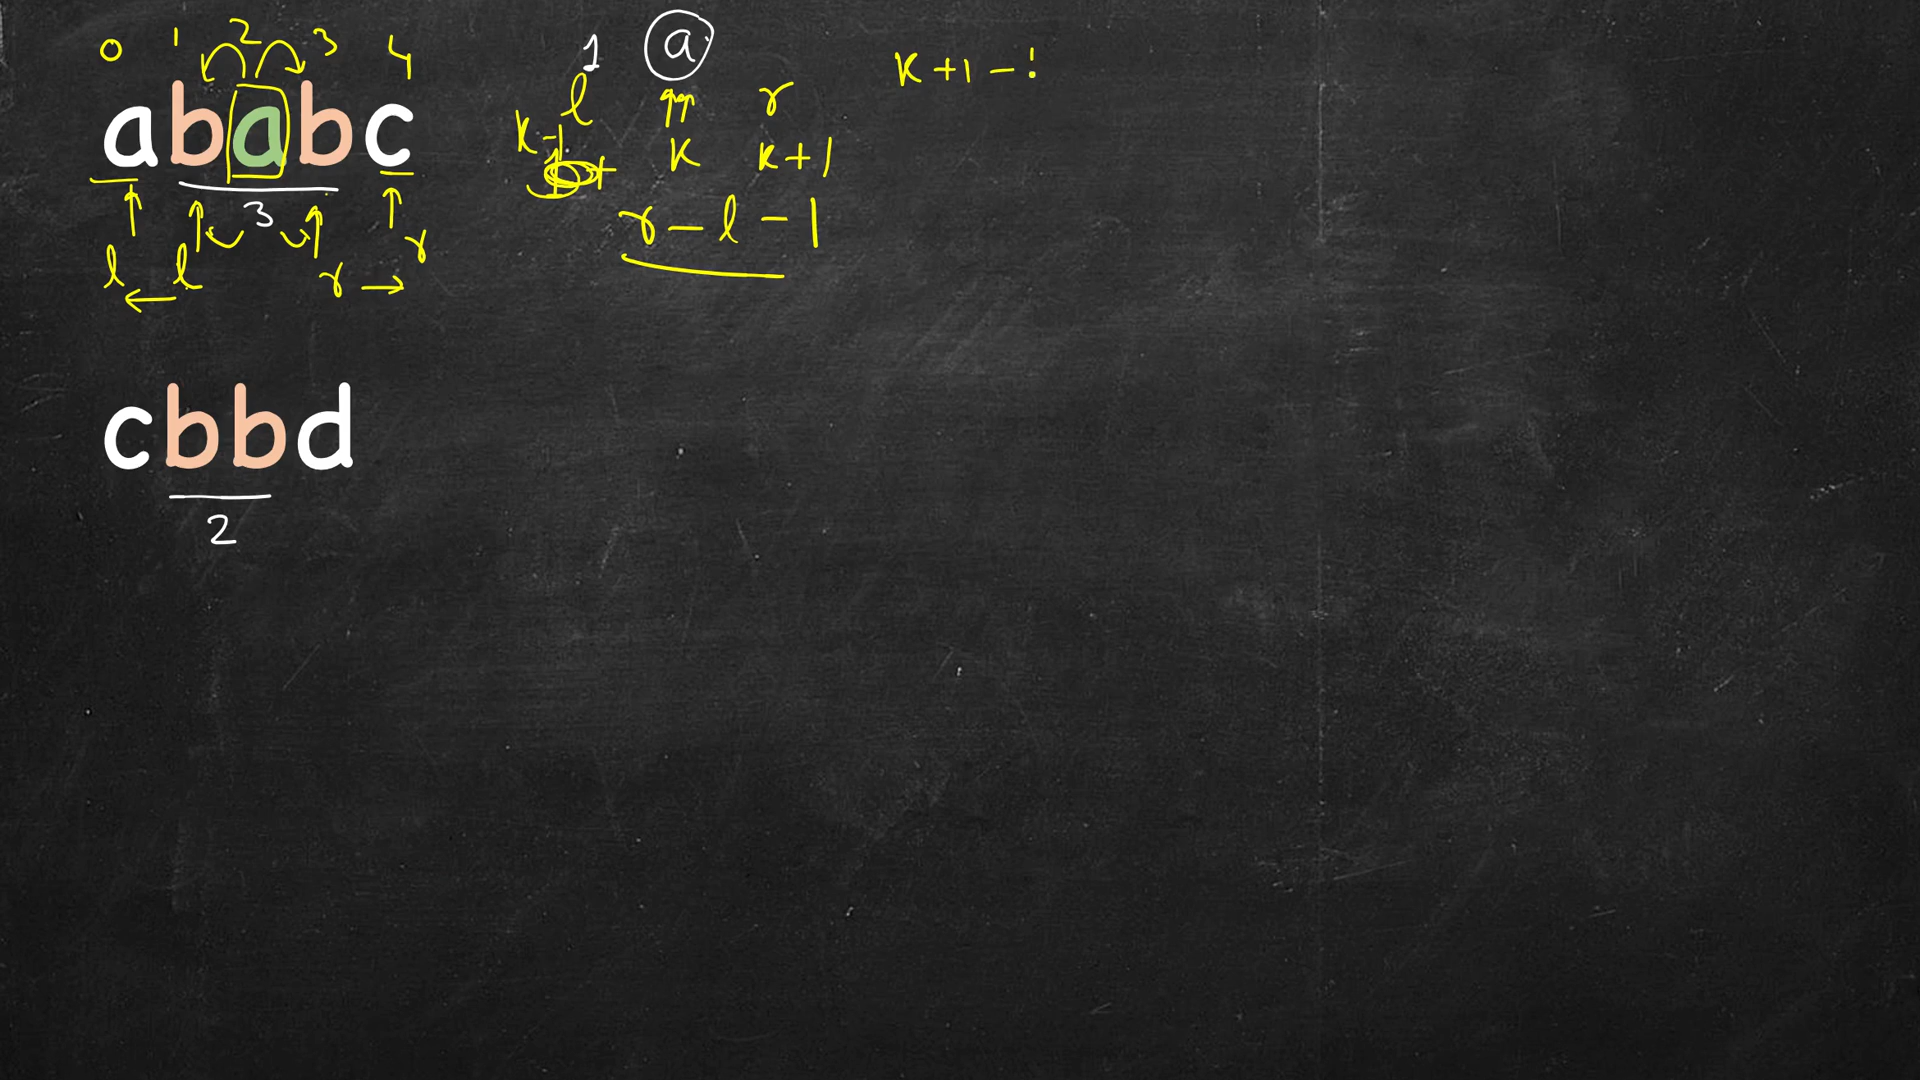 0 1 2 3 4
ababc
3
l l r r
1 a
l r
k-1 k k+1
r-l-1
k+1-
cbbd
2